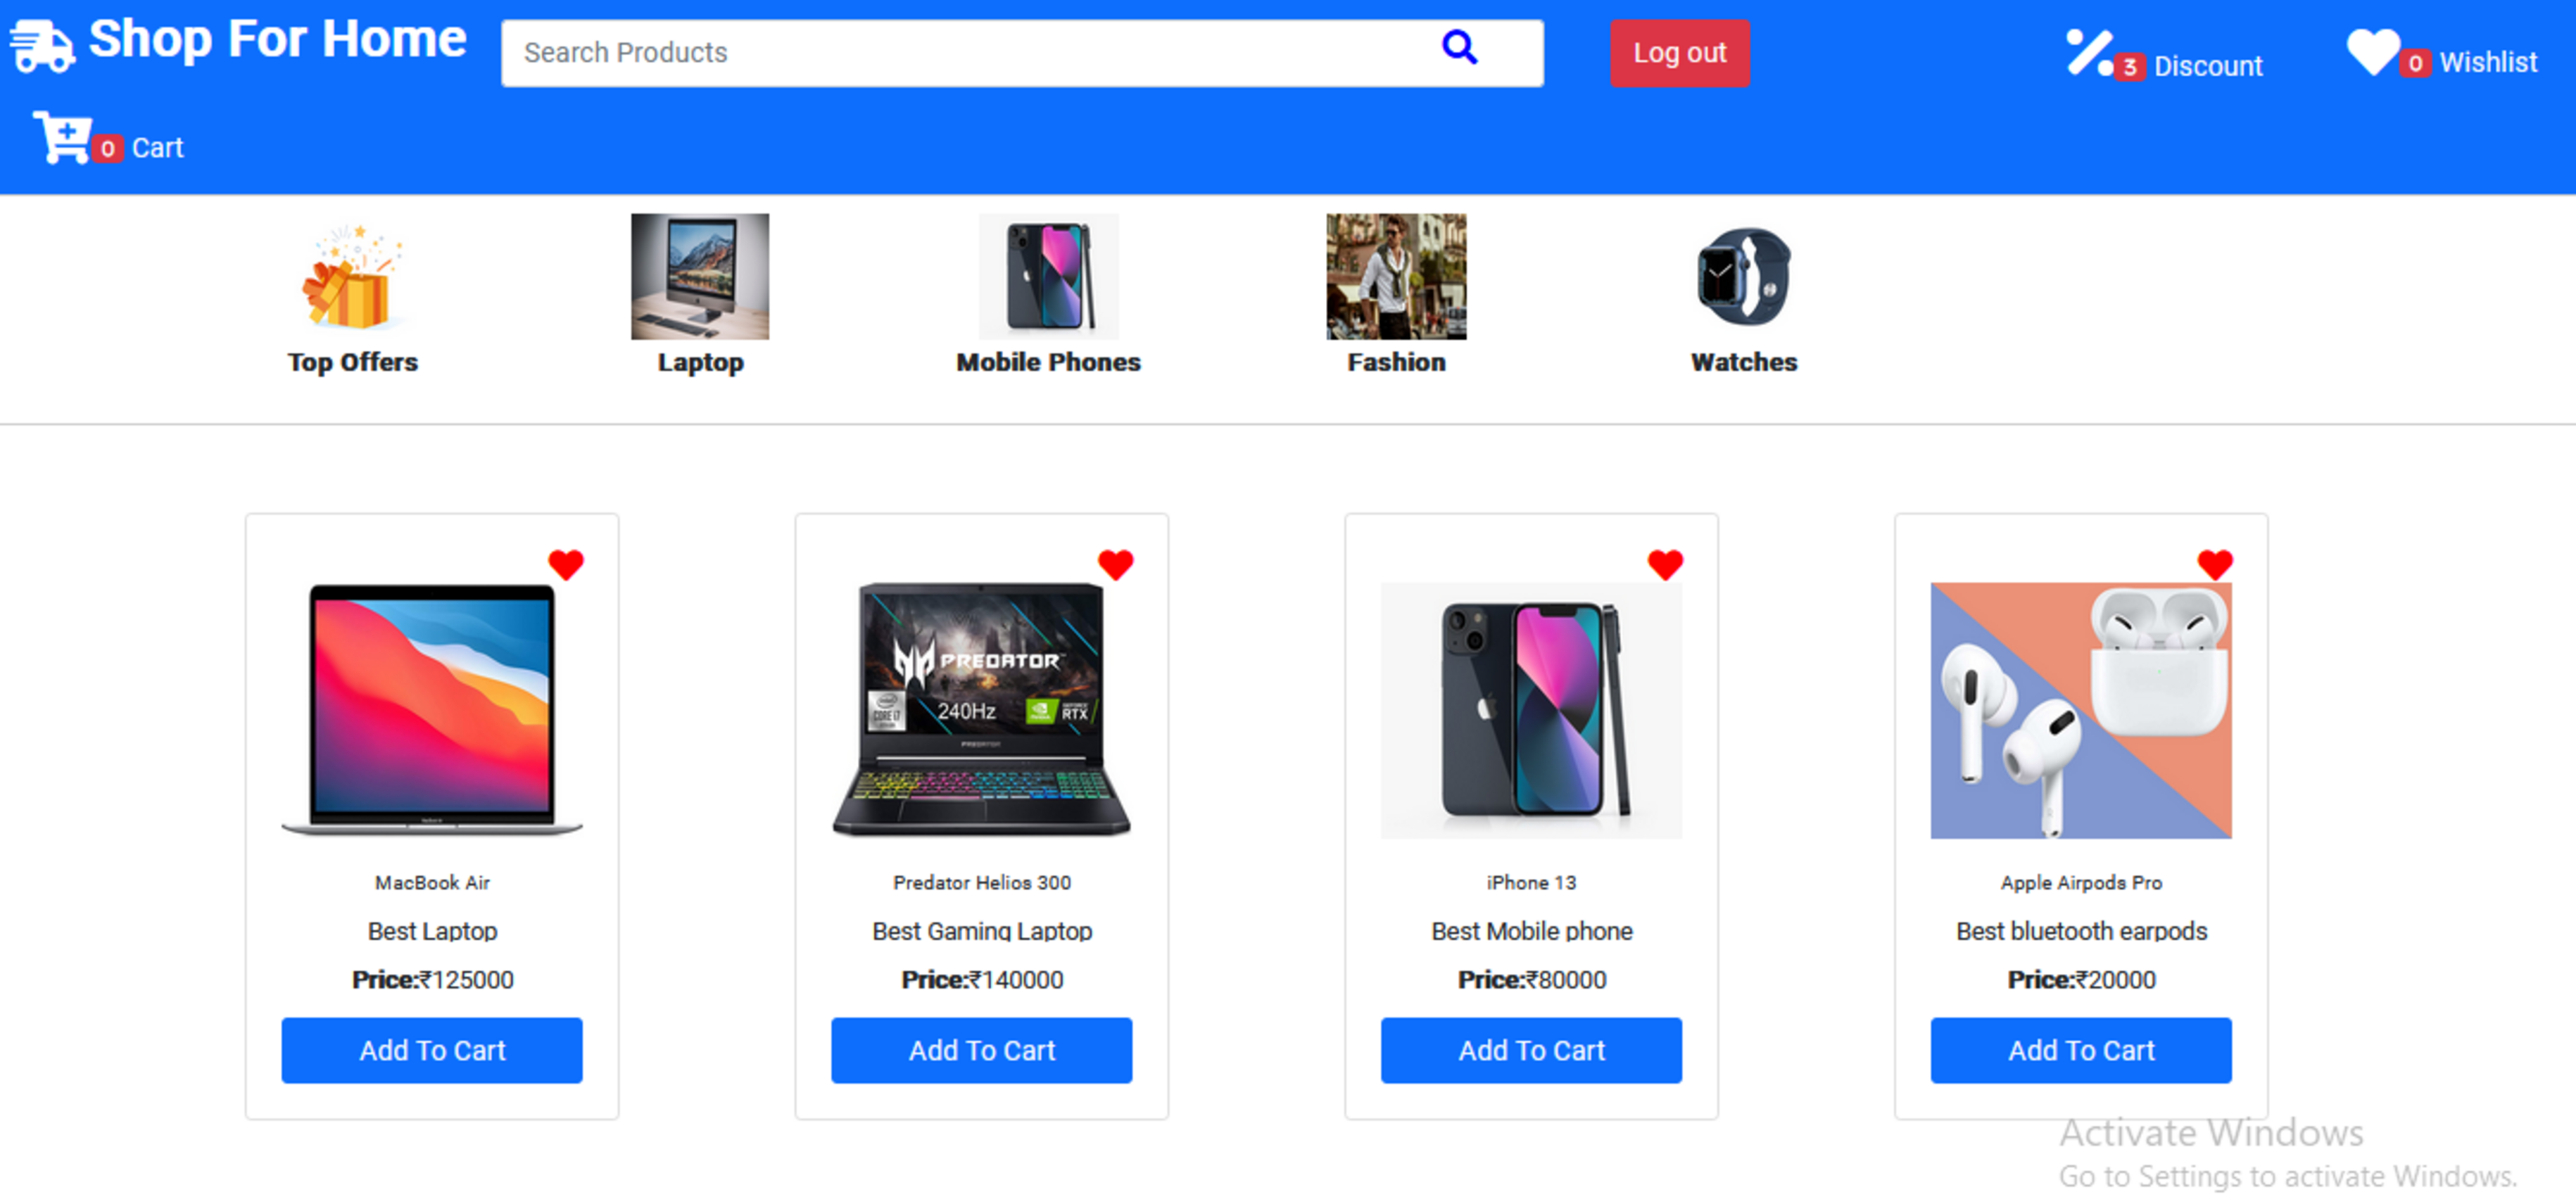 Shop For Home
Search Products
Log out
3 Discount
0 Wishlist
0 Cart
Top Offers
Laptop
Mobile Phones
Fashion
Watches
PREDATOR
CORE i7
240Hz
RTX
PREDATOR
MacBook Air
Best Laptop
Price:₹125000
Add To Cart
Predator Helios 300
Best Gaming Laptop
Price:₹140000
Add To Cart
iPhone 13
Best Mobile phone
Price:₹80000
Add To Cart
Apple Airpods Pro
Best bluetooth earpods
Price:₹20000
Add To Cart
Activate Windows
Go to Settings to activate Windows.